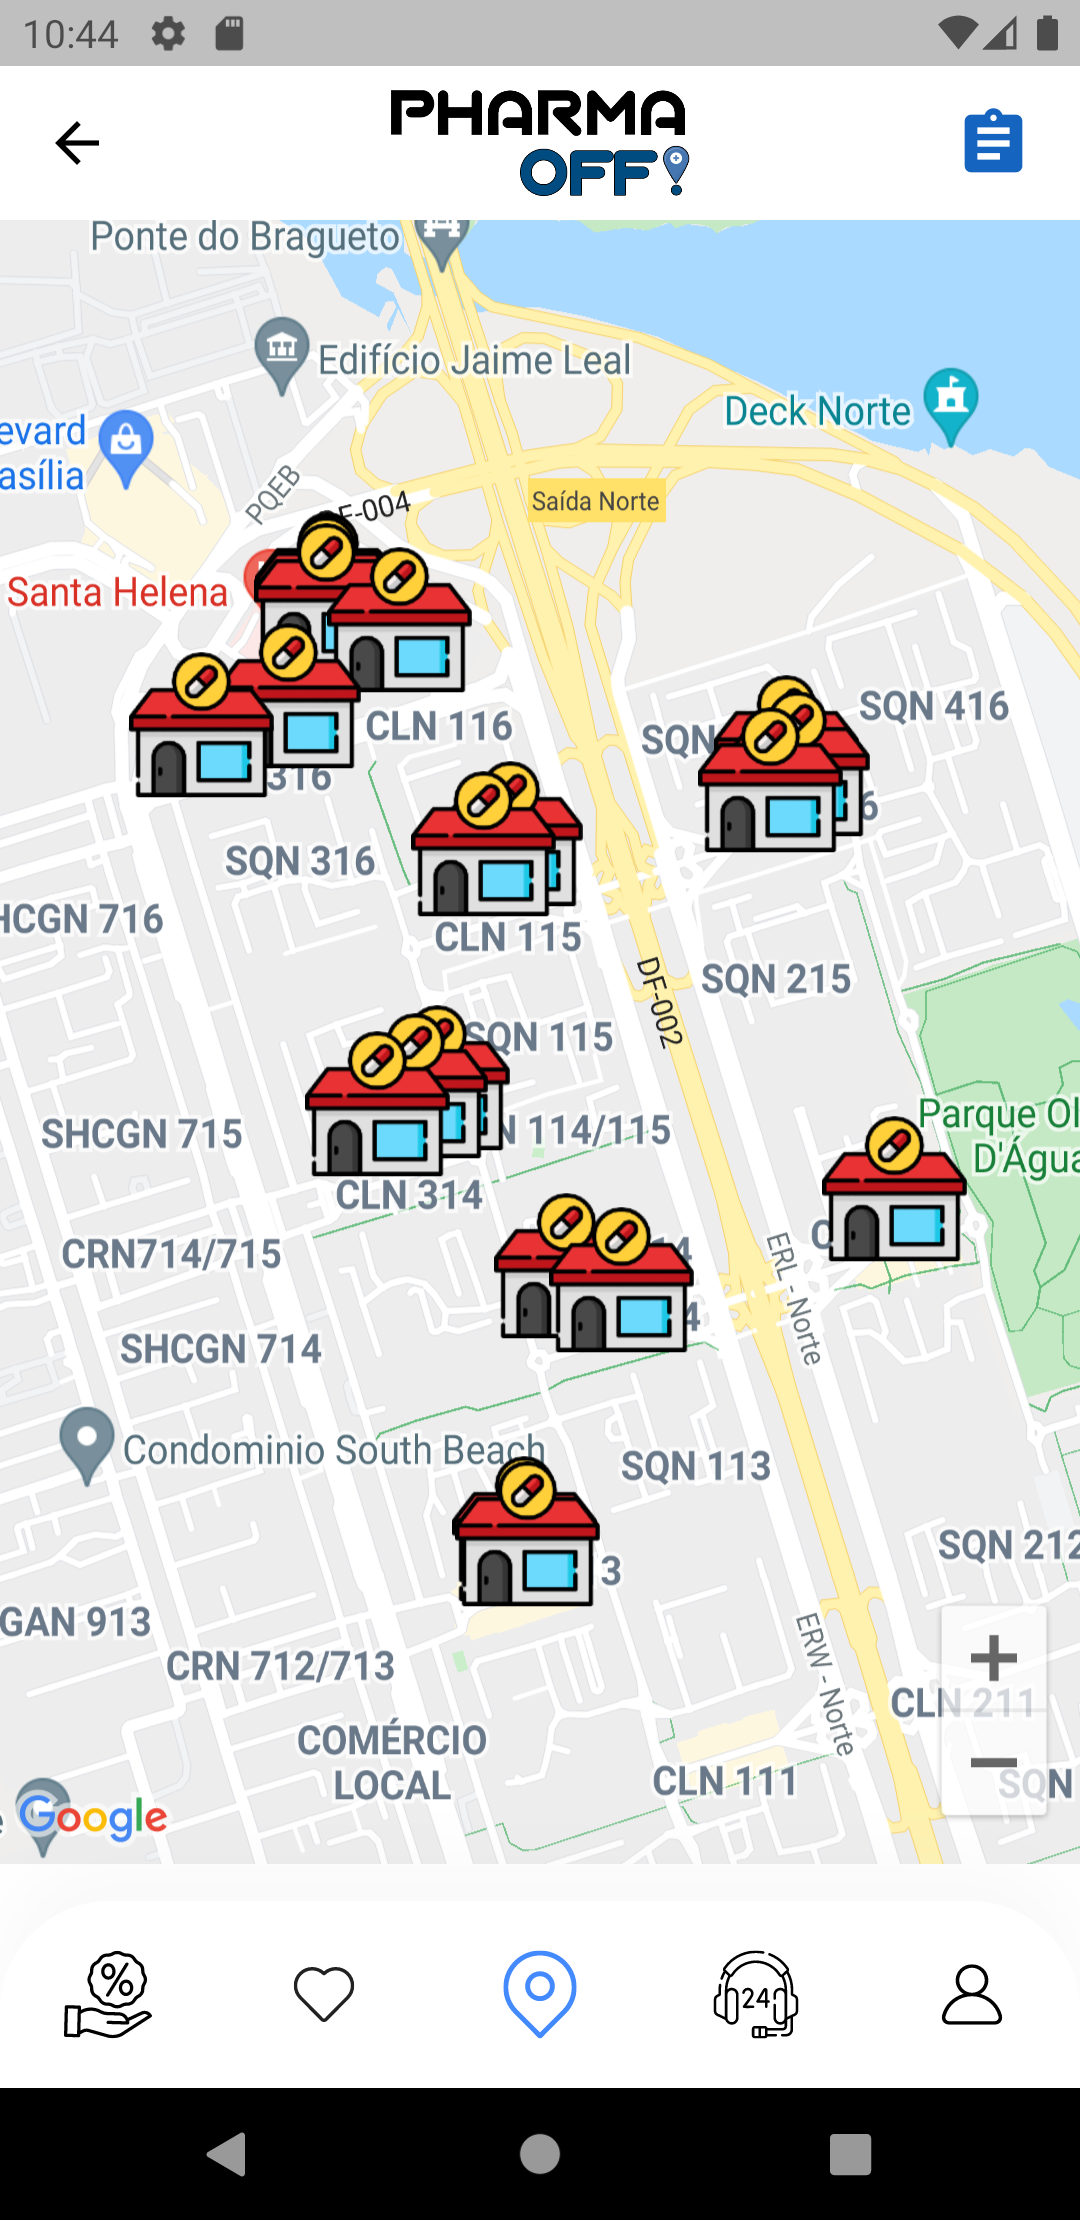 10:44
PHARMA
OFF
Ponte do Bragueto
Edifício Jaime Leal
Deck Norte
evard
asília
PQEB
Saída Norte
Santa Helena
SQN 416
CLN 116
SQN
316
SQN 316
HCGN 716
CLN 115
SQN 215
DF-002
SQN 115
SHCGN 715
114/115
Parque Ol
D'Água
CLN 314
CRN714/715
ERL - Norte
SHCGN 714
Condominio South Beach
SQN 113
SQN 212
3
GAN 913
CRN 712/713
ERW - Norte
CLN 211
COMÉRCIO
LOCAL
CLN 111
SQN
Google
%
24